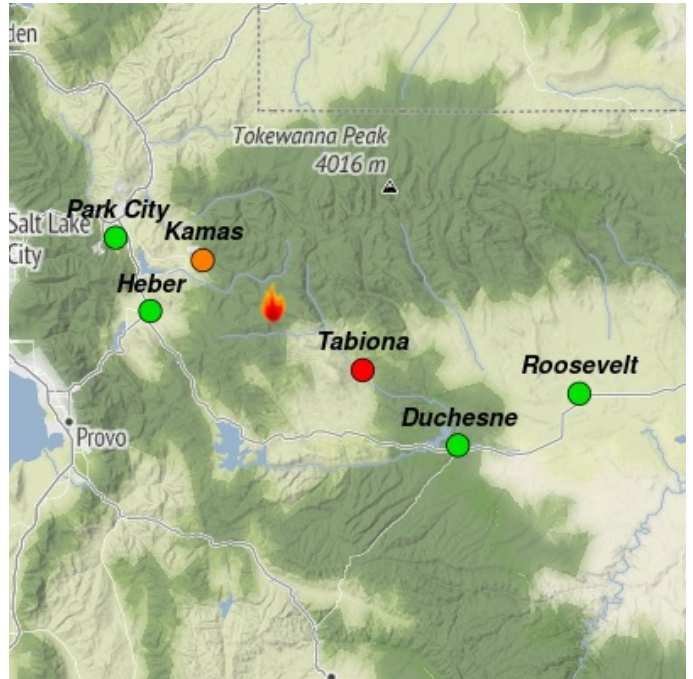 den
Tokewanna Peak
4016 m
Park City
Salt Lake
City
Kamas
Heber
Tabiona
Roosevelt
Duchesne
Provo